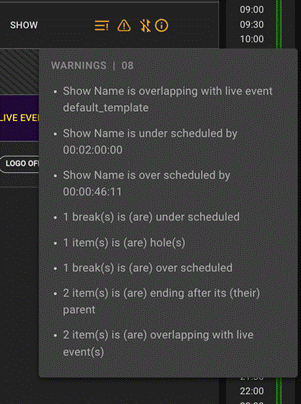 SHOW
09:00
09:30
10:00
WARNINGS | 08
• Show Name is overlapping with live event
default_template
• Show Name is under scheduled by
00:02:00:00
• Show Name is over scheduled by
00:00:46:11
• 1 break(s) is (are) under scheduled
• 1 item(s) is (are) hole(s)
• 1 break(s) is (are) over scheduled
• 2 item(s) is (are) ending after its (their)
parent
• 2 item(s) is (are) overlapping with live
event(s)
LIVE EVE
LOGO OF
21:30
22:00